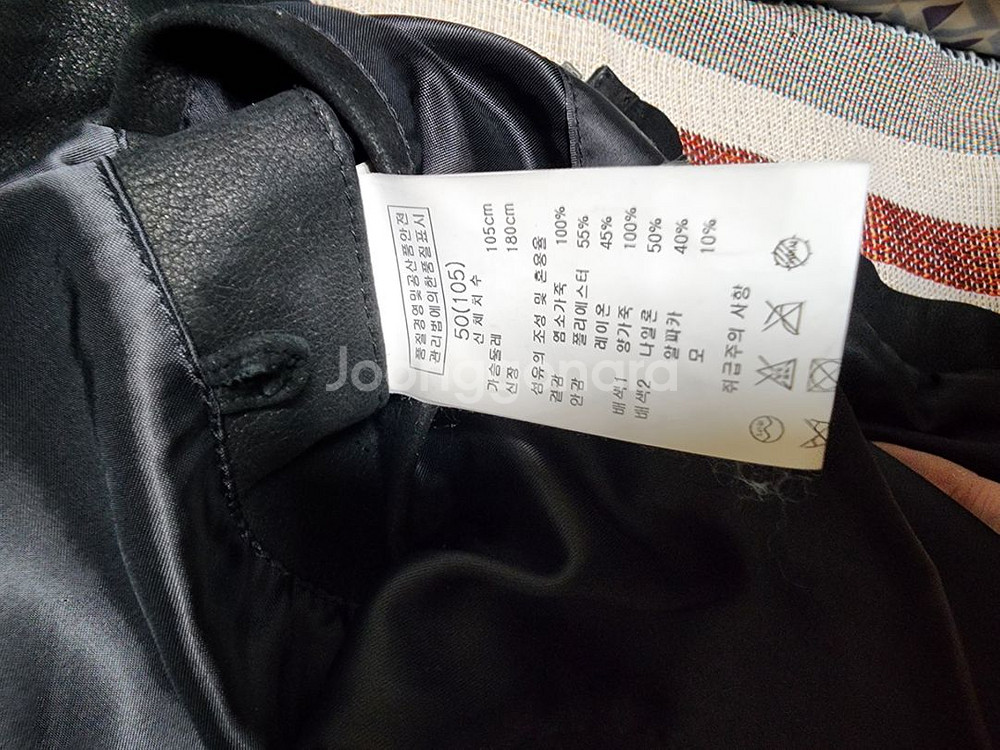 품질경영및공산품안전
관리법에의한품질표시
50(105)
신체치수
가슴둘레 105cm
신장 180cm
섬유의 조성 및 혼용율
겉감 염소가죽 100%
안감 폴리에스터 55%
레이온 45%
배색1 양가죽 100%
배색2 나일론 50%
알파카 40%
모 10%
취급주의 사항
Joonggonara